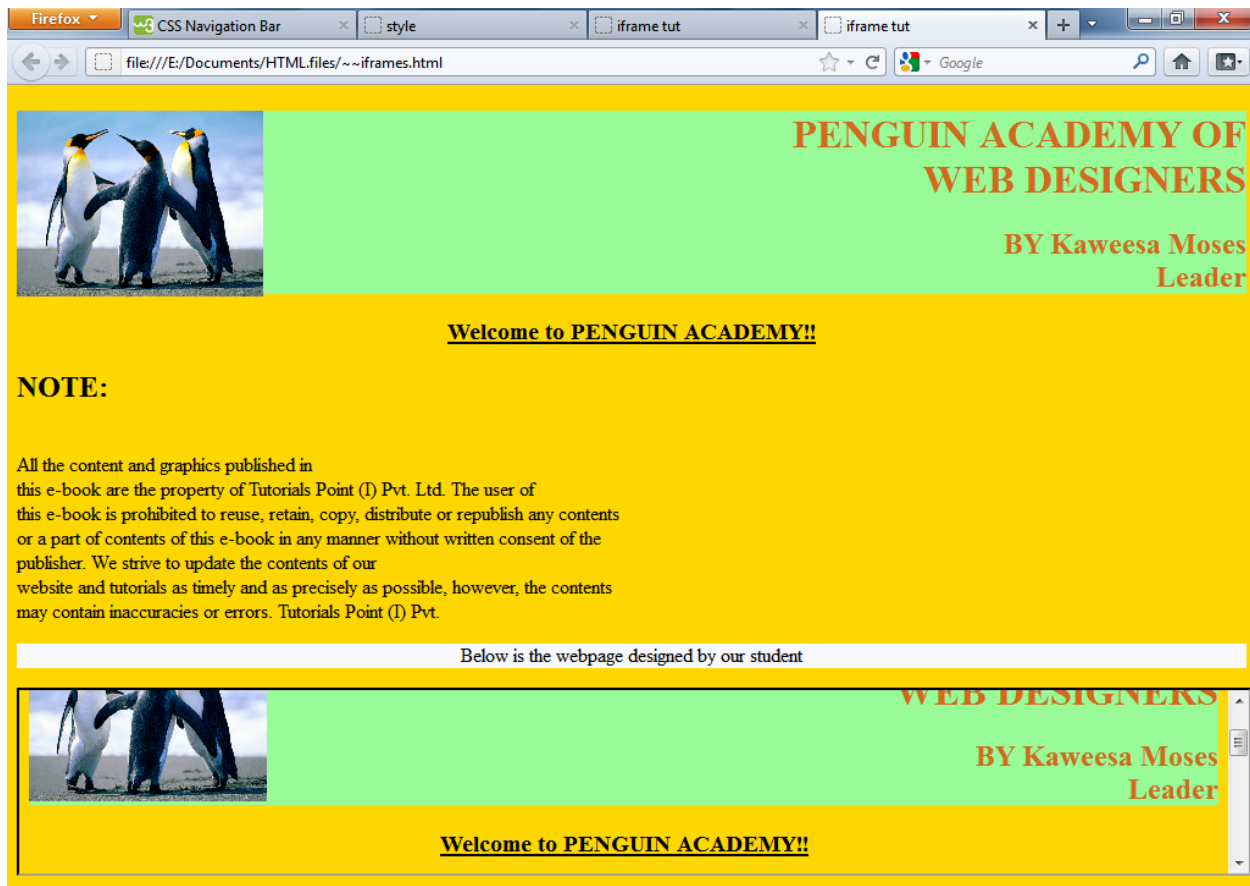 Firefox
CSS Navigation Bar
style
iframe tut
iframe tut
file:///E:/Documents/HTML.files/~~iframes.html
Google
PENGUIN ACADEMY OF
WEB DESIGNERS
BY Kaweesa Moses
Leader
Welcome to PENGUIN ACADEMY!!
NOTE:
All the content and graphics published in
this e-book are the property of Tutorials Point (I) Pvt. Ltd. The user of
this e-book is prohibited to reuse, retain, copy, distribute or republish any contents
or a part of contents of this e-book in any manner without written consent of the
publisher. We strive to update the contents of our
website and tutorials as timely and as precisely as possible, however, the contents
may contain inaccuracies or errors. Tutorials Point (I) Pvt.
Below is the webpage designed by our student
WEB DESIGNERS
BY Kaweesa Moses
Leader
Welcome to PENGUIN ACADEMY!!